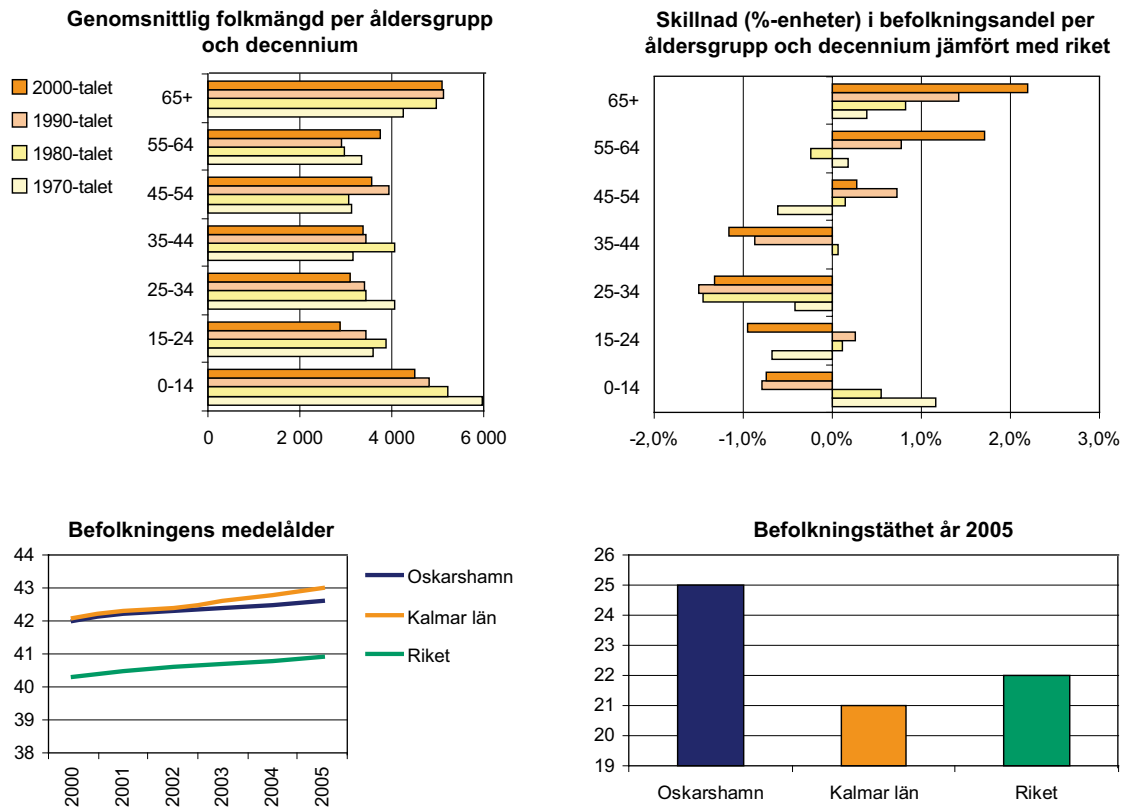 Genomsnittlig folkmängd per åldersgrupp
och decennium
2000-talet
1990-talet
1980-talet
1970-talet
65+
55-64
45-54
35-44
25-34
15-24
0-14
0 2 000 4 000 6 000
Skillnad (%-enheter) i befolkningsandel per
åldersgrupp och decennium jämfört med riket
65+
55-64
45-54
35-44
25-34
15-24
0-14
-2,0% -1,0% 0,0% 1,0% 2,0% 3,0%
Befolkningens medelålder
44
43
42
41
40
39
38
2000 2001 2002 2003 2004 2005
Oskarshamn
Kalmar län
Riket
Befolkningstäthet år 2005
26
25
24
23
22
21
20
19
Oskarshamn Kalmar län Riket